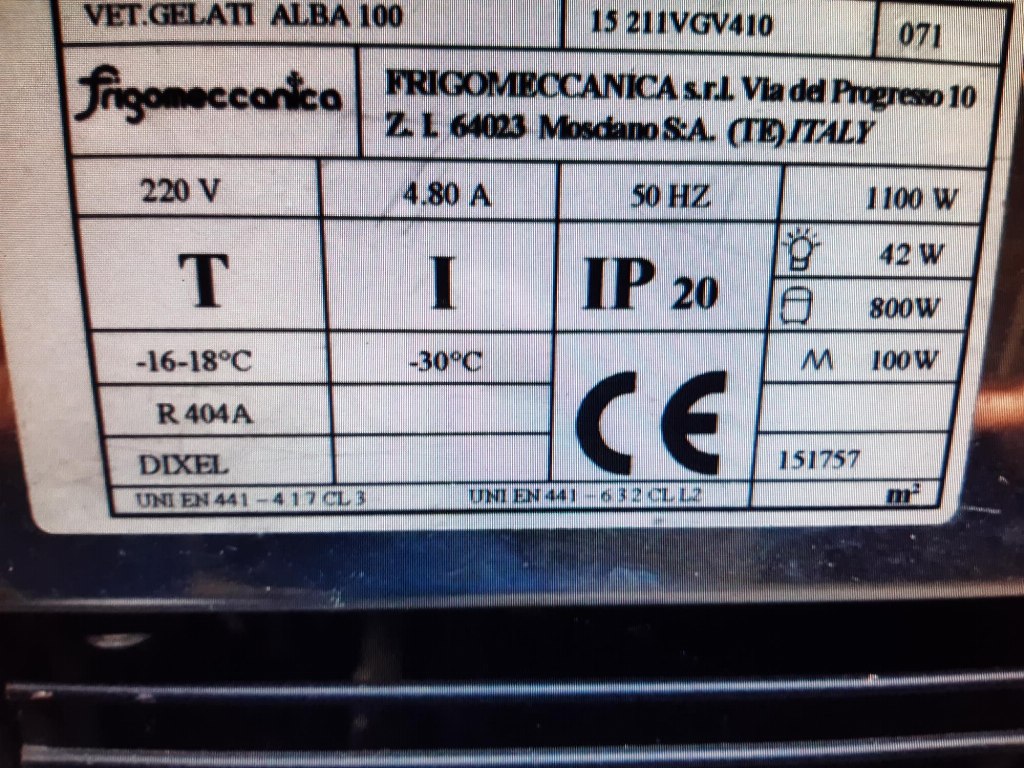 VET.GELATI ALBA 100 15 211VGV410 071
frigomeccanica
FRIGOMECCANICA s.r.l. Via del Progresso 10
Z. I. 64023 Mosciano S.A. (TE) ITALY
220 V 4.80 A 50 HZ 1100 W
T I IP 20
42 W
800W
-16-18°C -30°C
100W
R 404A
CE
DIXEL
151757
UNI EN 441 - 4 1 7 CL 3 UNI EN 441 - 6 3 2 CL L2
m²